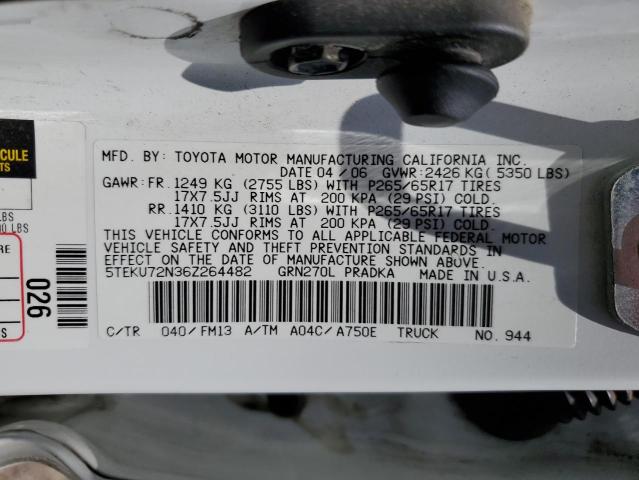 MFD. BY: TOYOTA MOTOR MANUFACTURING CALIFORNIA INC.
DATE 04 / 06 GVWR: 2426 KG( 5350 LBS)
GAWR: FR. 1249 KG (2755 LBS) WITH P265/65R17 TIRES
17X7.5JJ RIMS AT 200 KPA (29 PSI) COLD.
RR. 1410 KG (3110 LBS) WITH P265/65R17 TIRES
17X7.5JJ RIMS AT 200 KPA (29 PSI) COLD.
THIS VEHICLE CONFORMS TO ALL APPLICABLE FEDERAL MOTOR
VEHICLE SAFETY AND THEFT PREVENTION STANDARDS IN
EFFECT ON THE DATE OF MANUFACTURE SHOWN ABOVE.
5TEKU72N36Z264482 GRN270L PRADKA MADE IN U.S.A.
C/TR 040/ FM13 A/TM A04C/ A750E TRUCK NO. 944
026
LBS